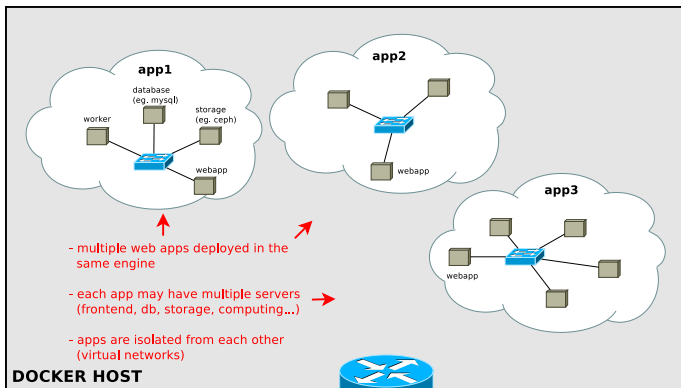 app1
database
(eg. mysql)
worker
storage
(eg. ceph)
webapp
app2
webapp
app3
webapp
- multiple web apps deployed in the
same engine
- each app may have multiple servers
(frontend, db, storage, computing...)
- apps are isolated from each other
(virtual networks)
DOCKER HOST